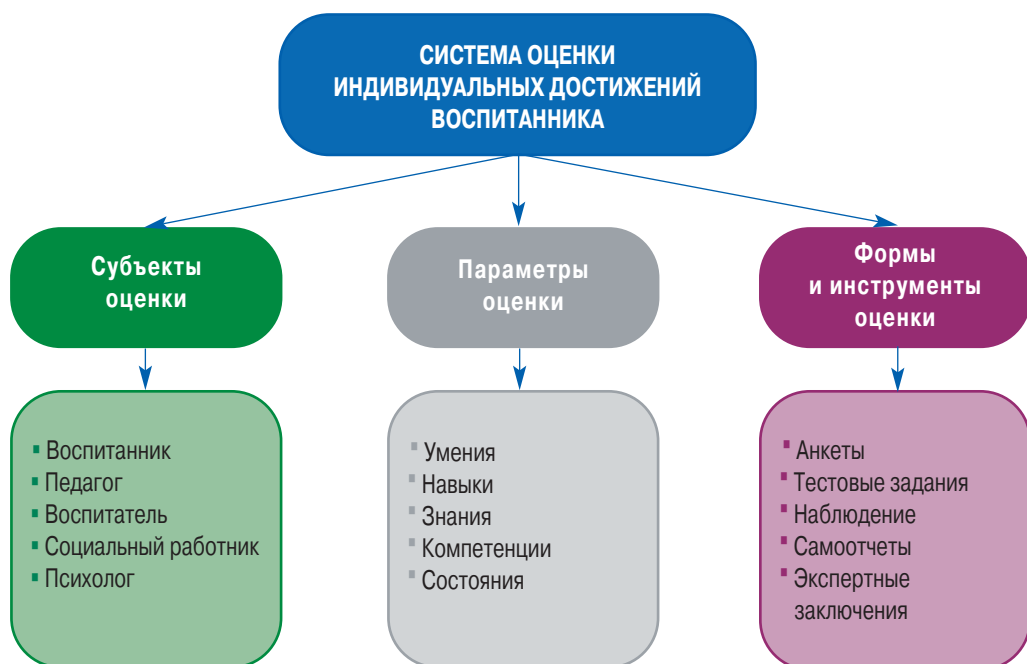 СИСТЕМА ОЦЕНКИ
ИНДИВИДУАЛЬНЫХ ДОСТИЖЕНИЙ
ВОСПИТАННИКА
Субъекты
оценки
Параметры
оценки
Формы
и инструменты
оценки
Воспитанник
Педагог
Воспитатель
Социальный работник
Психолог
Умения
Навыки
Знания
Компетенции
Состояния
Анкеты
Тестовые задания
Наблюдение
Самоотчеты
Экспертные
заключения